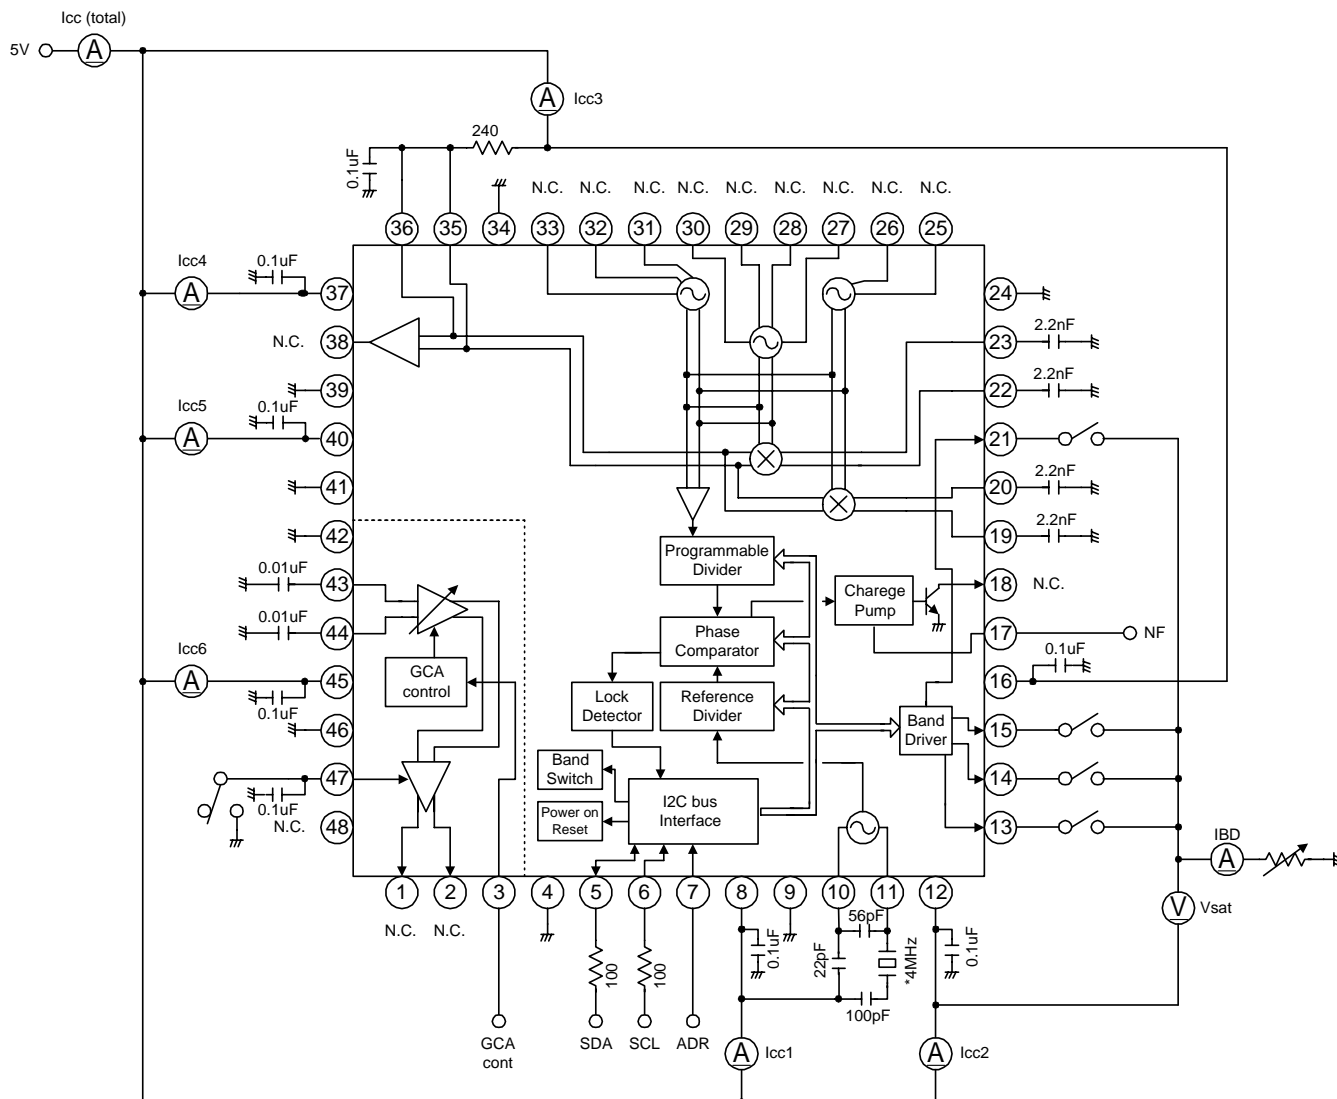 Icc (total)
5V
A
A
Icc3
240
0.1uF
N.C.
N.C.
N.C.
N.C.
N.C.
N.C.
N.C.
N.C.
N.C.
36
35
34
33
32
31
30
29
28
27
26
25
Icc4
A
0.1uF
37
24
N.C.
38
23
2.2nF
39
22
2.2nF
Icc5
A
0.1uF
40
21
41
20
2.2nF
42
19
2.2nF
Programmable
Divider
0.01uF
43
18
N.C.
Charege
Pump
0.01uF
44
Phase
Comparator
17
NF
Icc6
A
45
0.1uF
GCA
control
Lock
Detector
Reference
Divider
16
0.1uF
46
Band
Driver
15
47
0.1uF
Band
Switch
14
N.C.
48
Power on
Reset
I2C bus
Interface
13
IBD
A
1
2
3
4
5
6
7
8
9
10
11
12
N.C.
N.C.
V
Vsat
100
100
0.1uF
56pF
22pF
*4MHz
100pF
0.1uF
GCA
cont
SDA
SCL
ADR
A
Icc1
A
Icc2